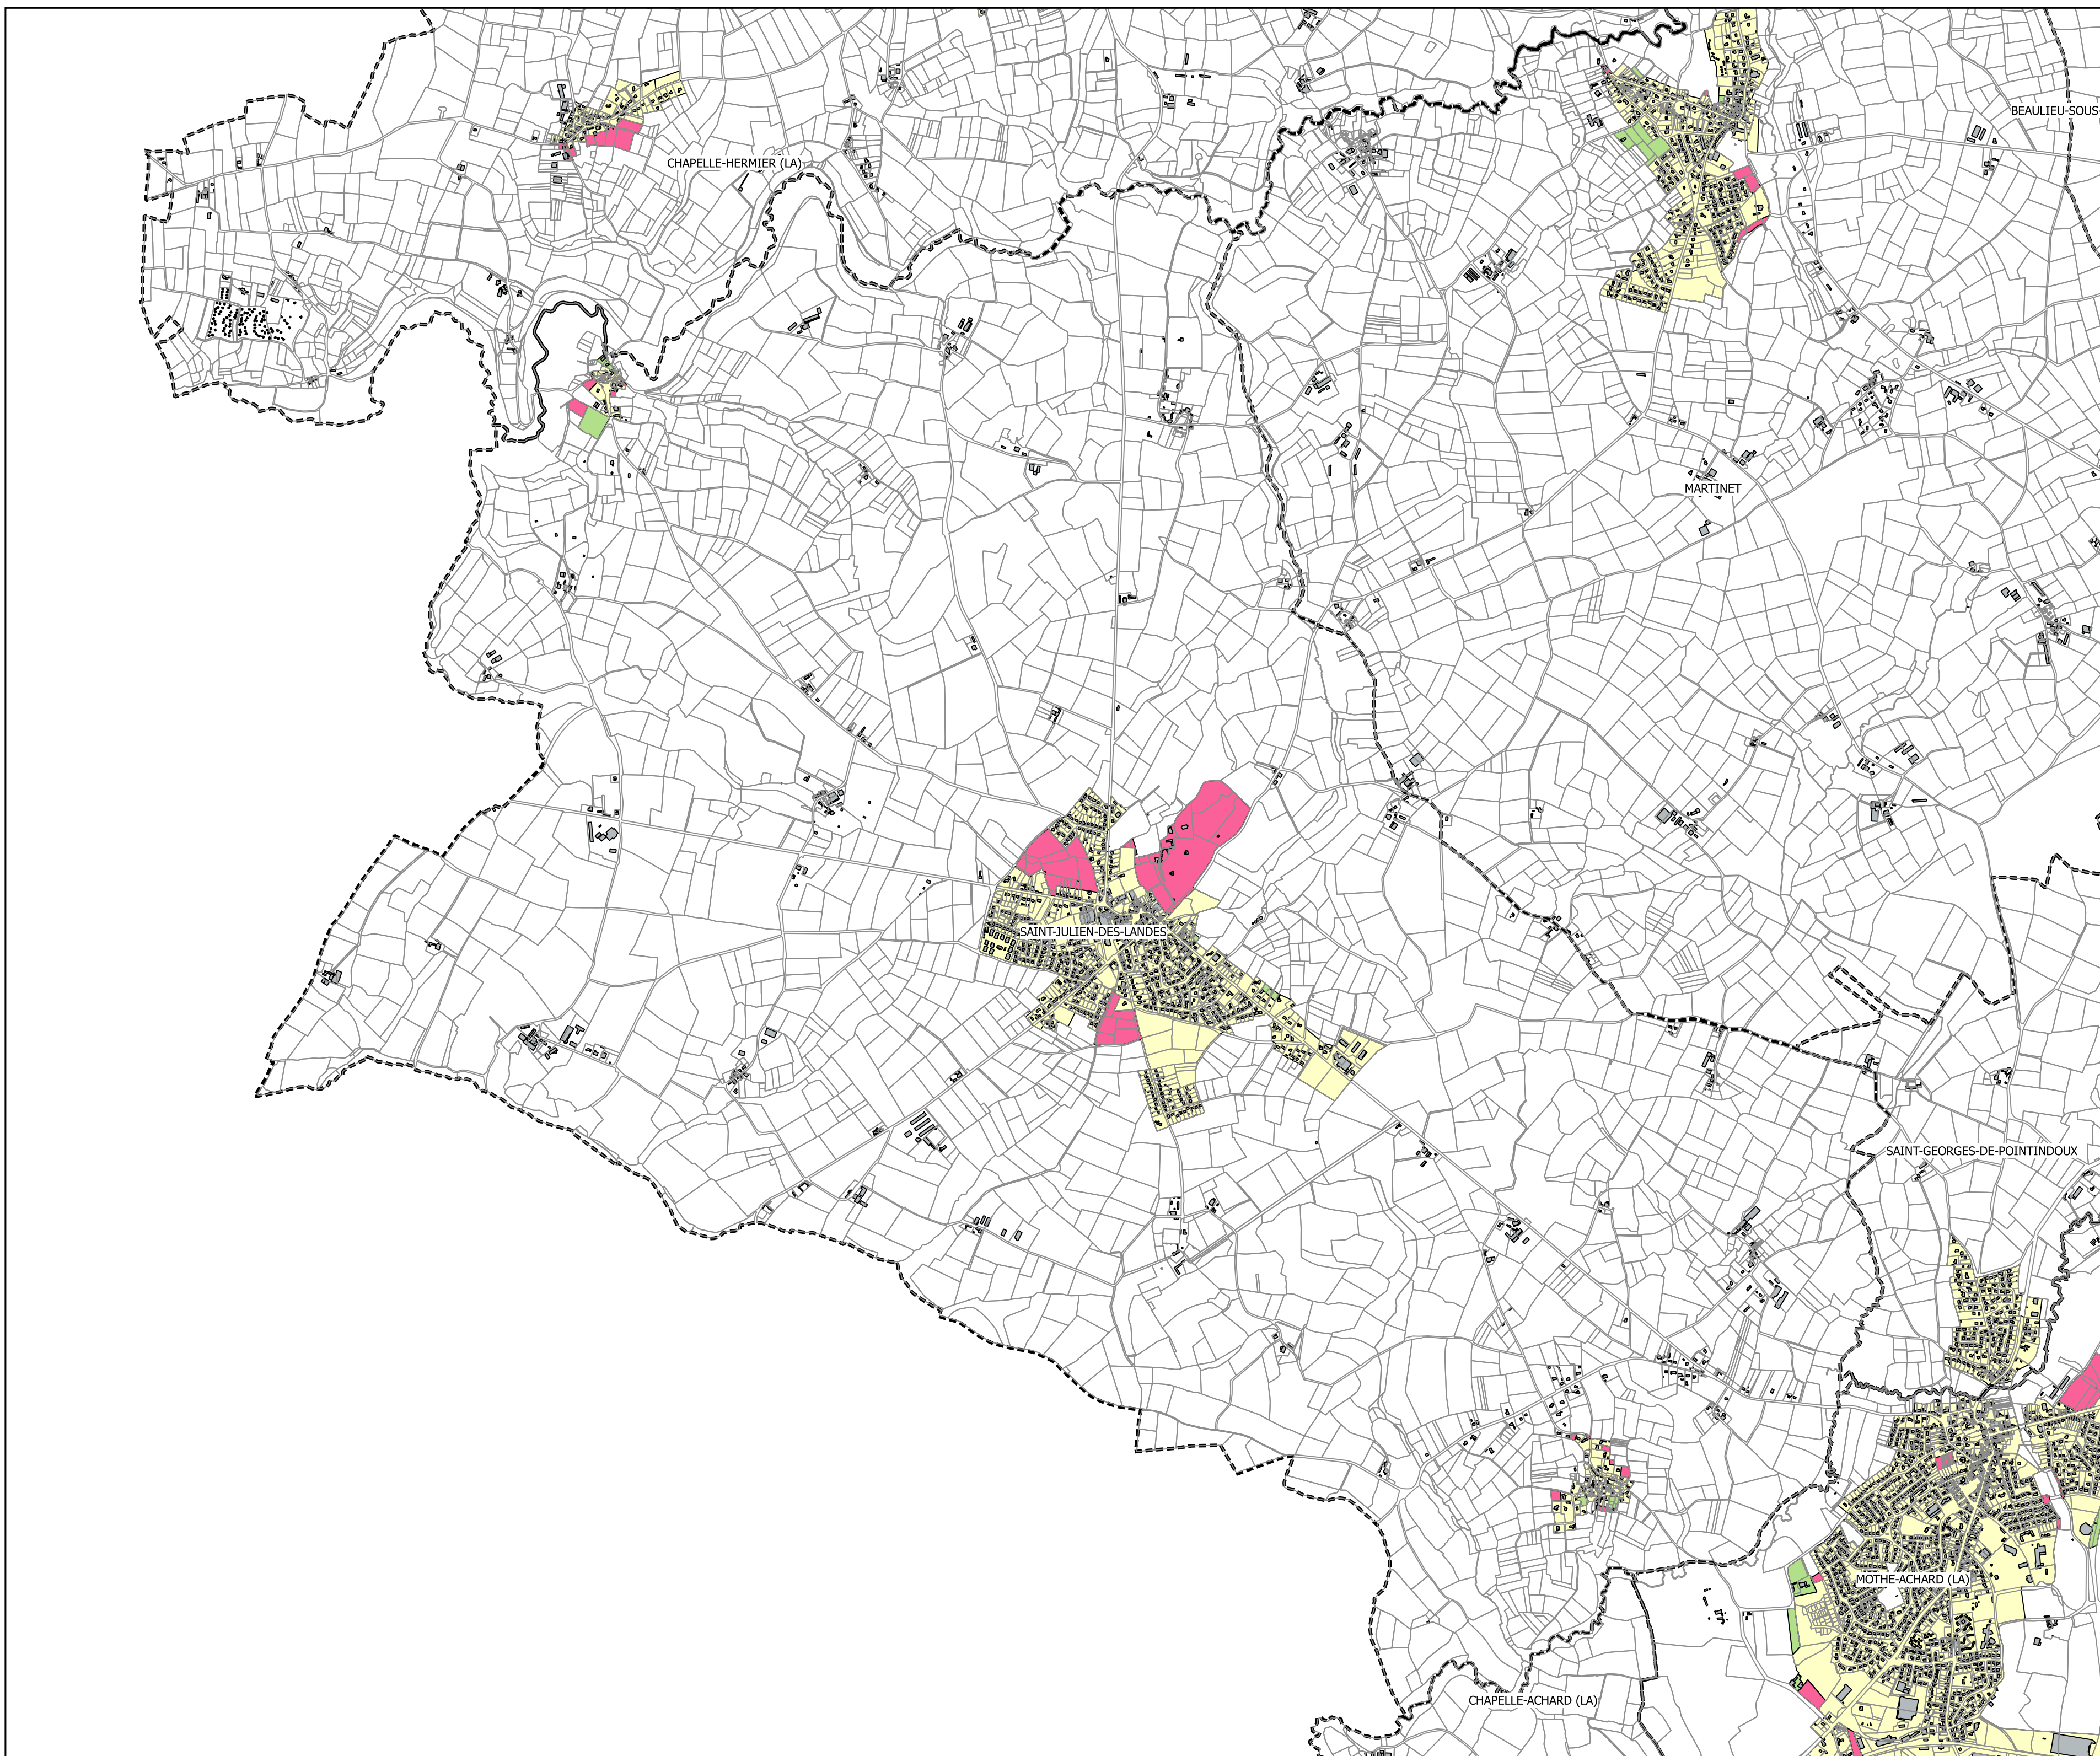 BEAULIEU-SOUS-
CHAPELLE-HERMIER (LA)
MARTINET
SAINT-JULIEN-DES-LANDES
SAINT-GEORGES-DE-POINTINDOUX
MOTHE-ACHARD (LA)
CHAPELLE-ACHARD (LA)